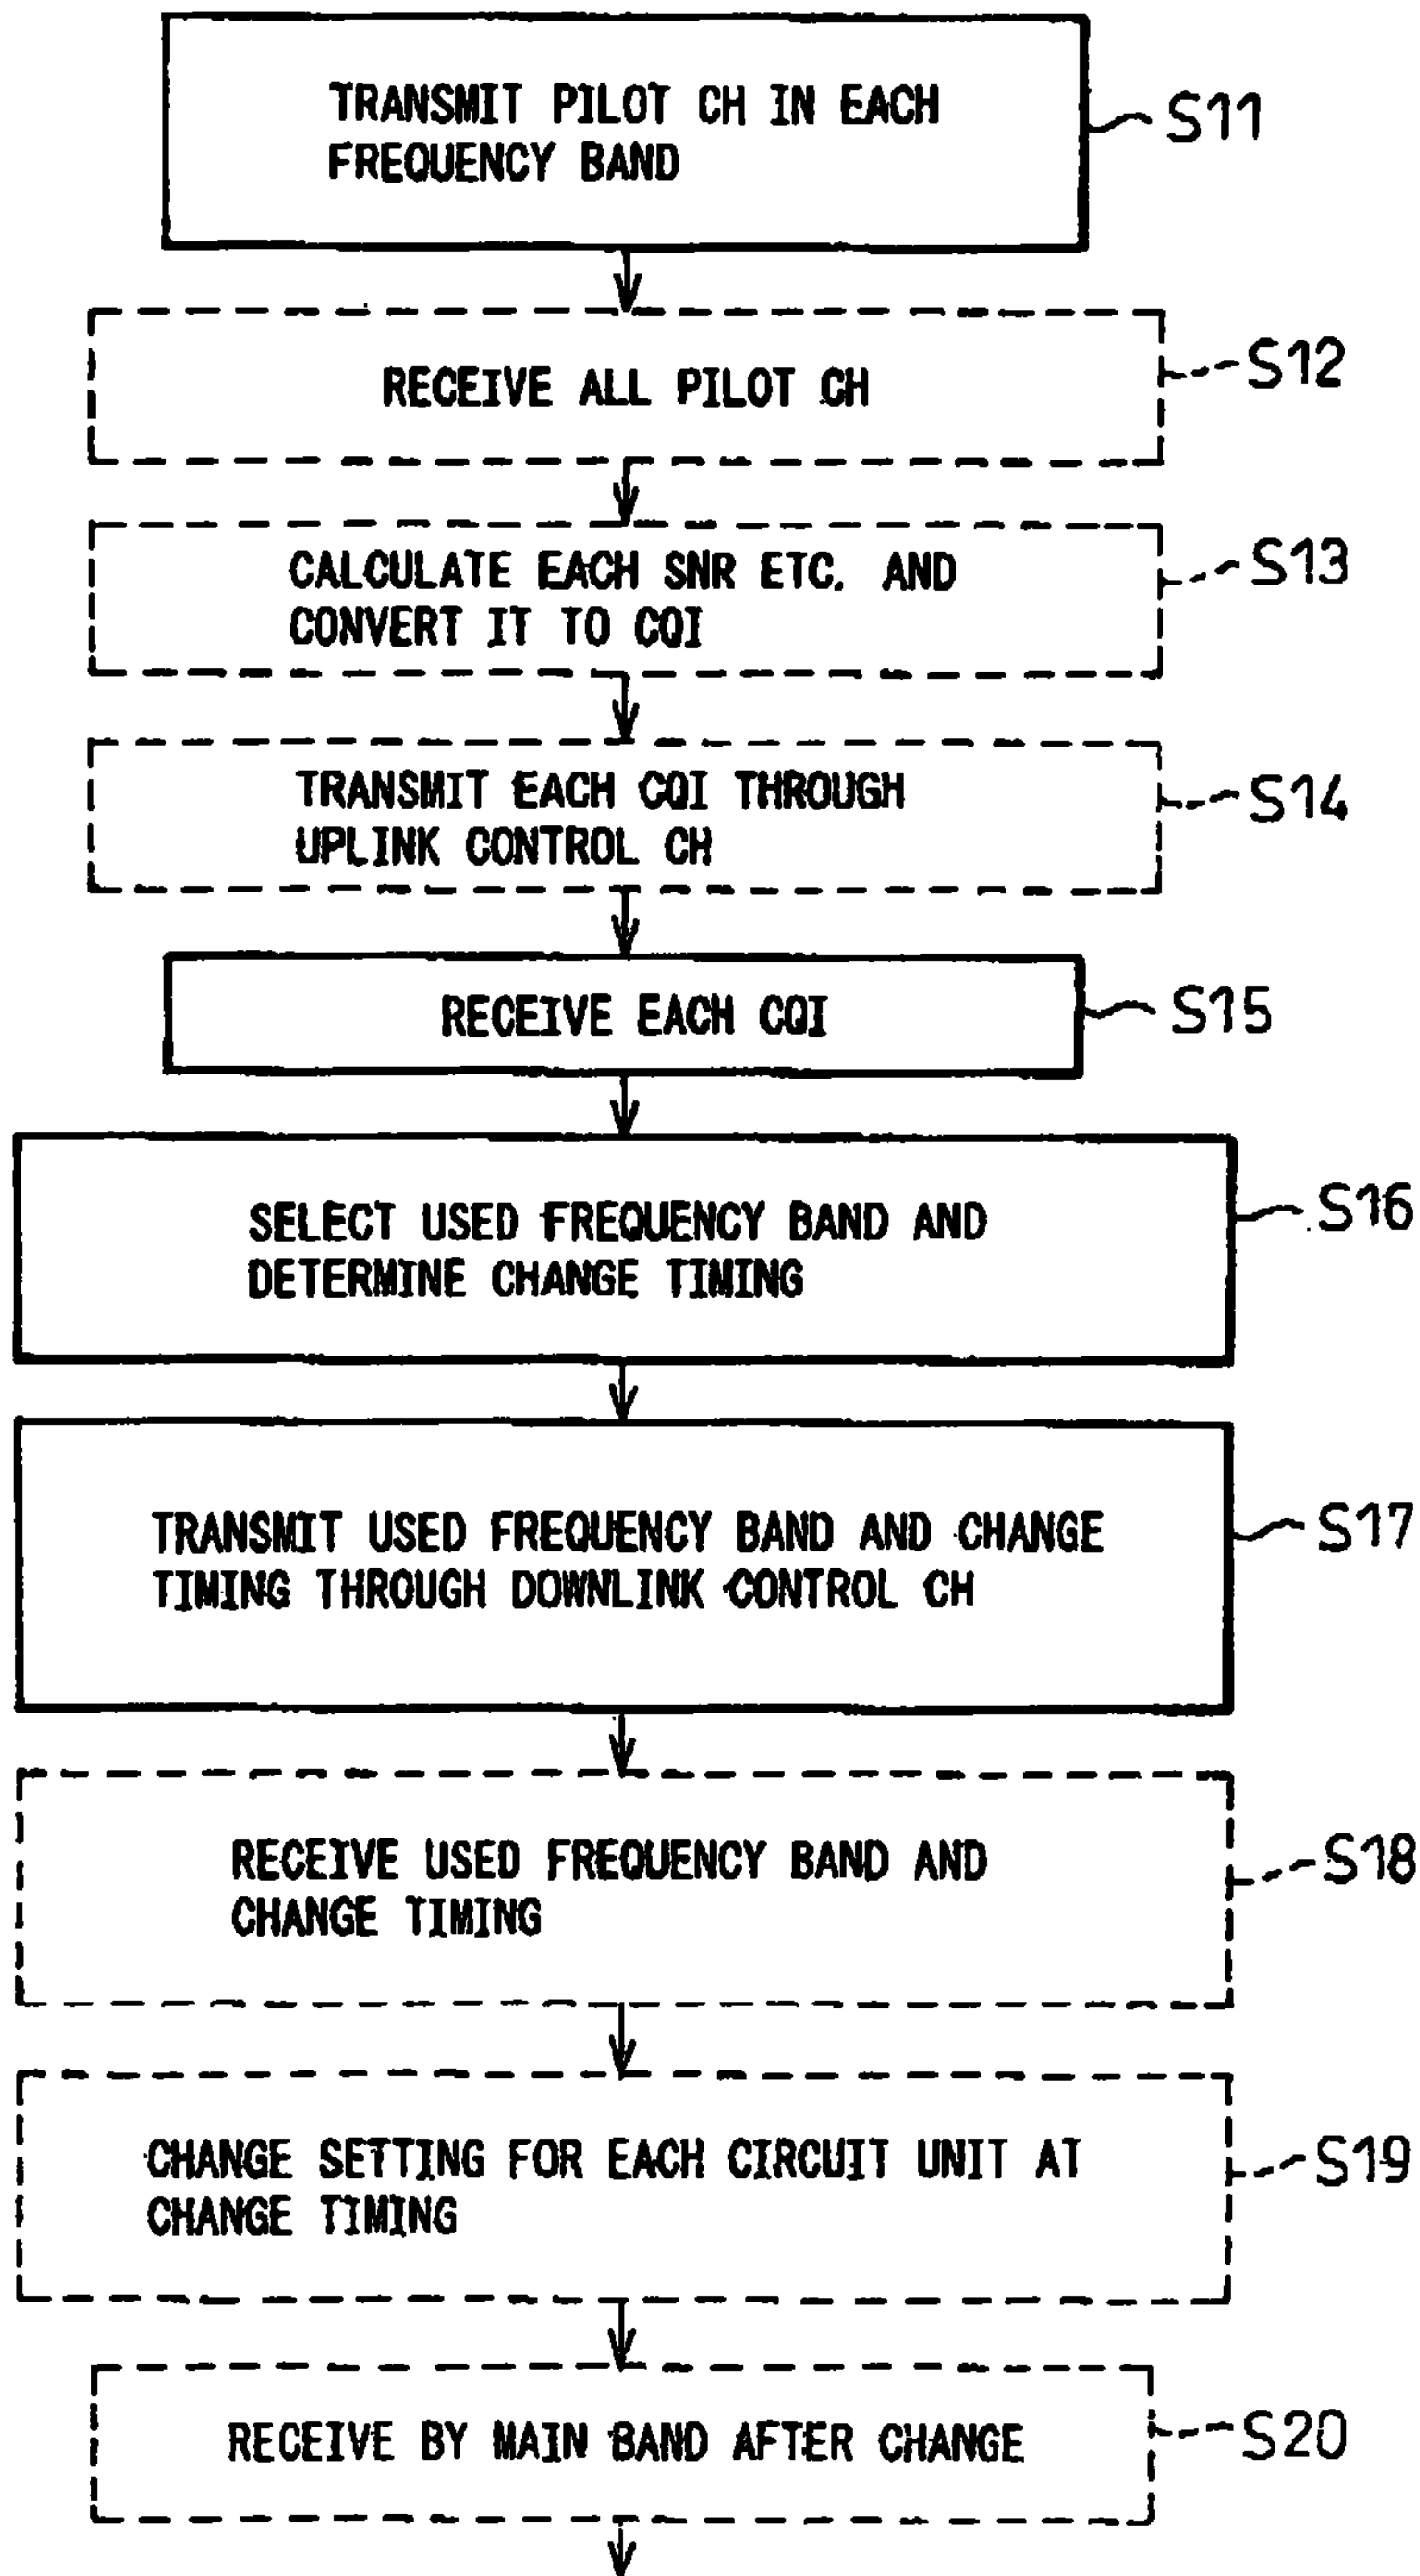 TRANSMIT PILOT CH IN EACH
FREQUENCY BAND
S11
RECEIVE ALL PILOT CH
S12
CALCULATE EACH SNR ETC. AND
CONVERT IT TO CQI
S13
TRANSMIT EACH CQI THROUGH
UPLINK CONTROL CH
S14
RECEIVE EACH CQI
S15
SELECT USED FREQUENCY BAND AND
DETERMINE CHANGE TIMING
S16
TRANSMIT USED FREQUENCY BAND AND CHANGE
TIMING THROUGH DOWNLINK CONTROL CH
S17
RECEIVE USED FREQUENCY BAND AND
CHANGE TIMING
S18
CHANGE SETTING FOR EACH CIRCUIT UNIT AT
CHANGE TIMING
S19
RECEIVE BY MAIN BAND AFTER CHANGE
S20